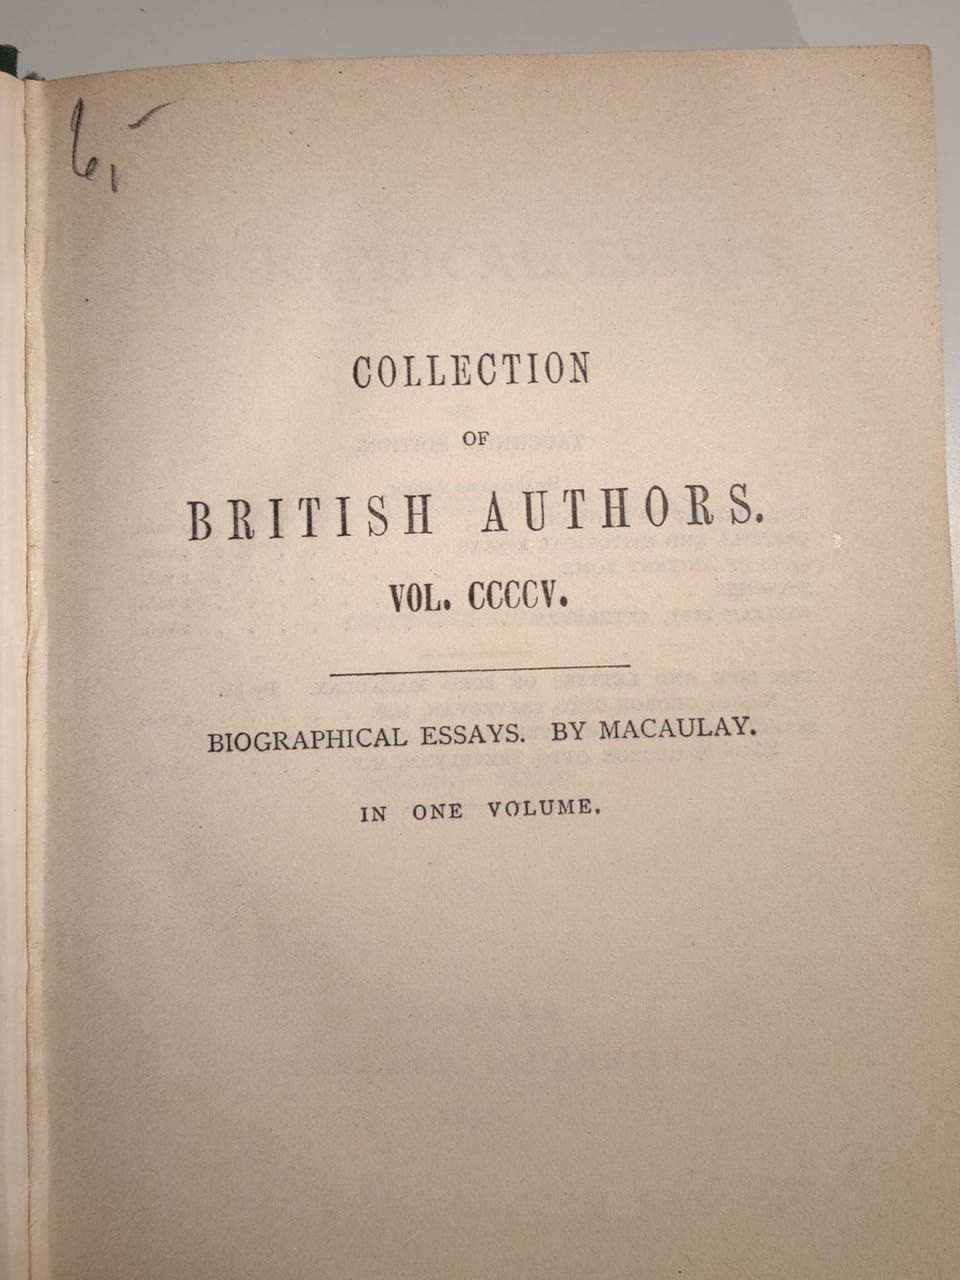 6,-
COLLECTION
OF
BRITISH AUTHORS.
VOL. CCCCV.
BIOGRAPHICAL ESSAYS. BY MACAULAY.
IN ONE VOLUME.